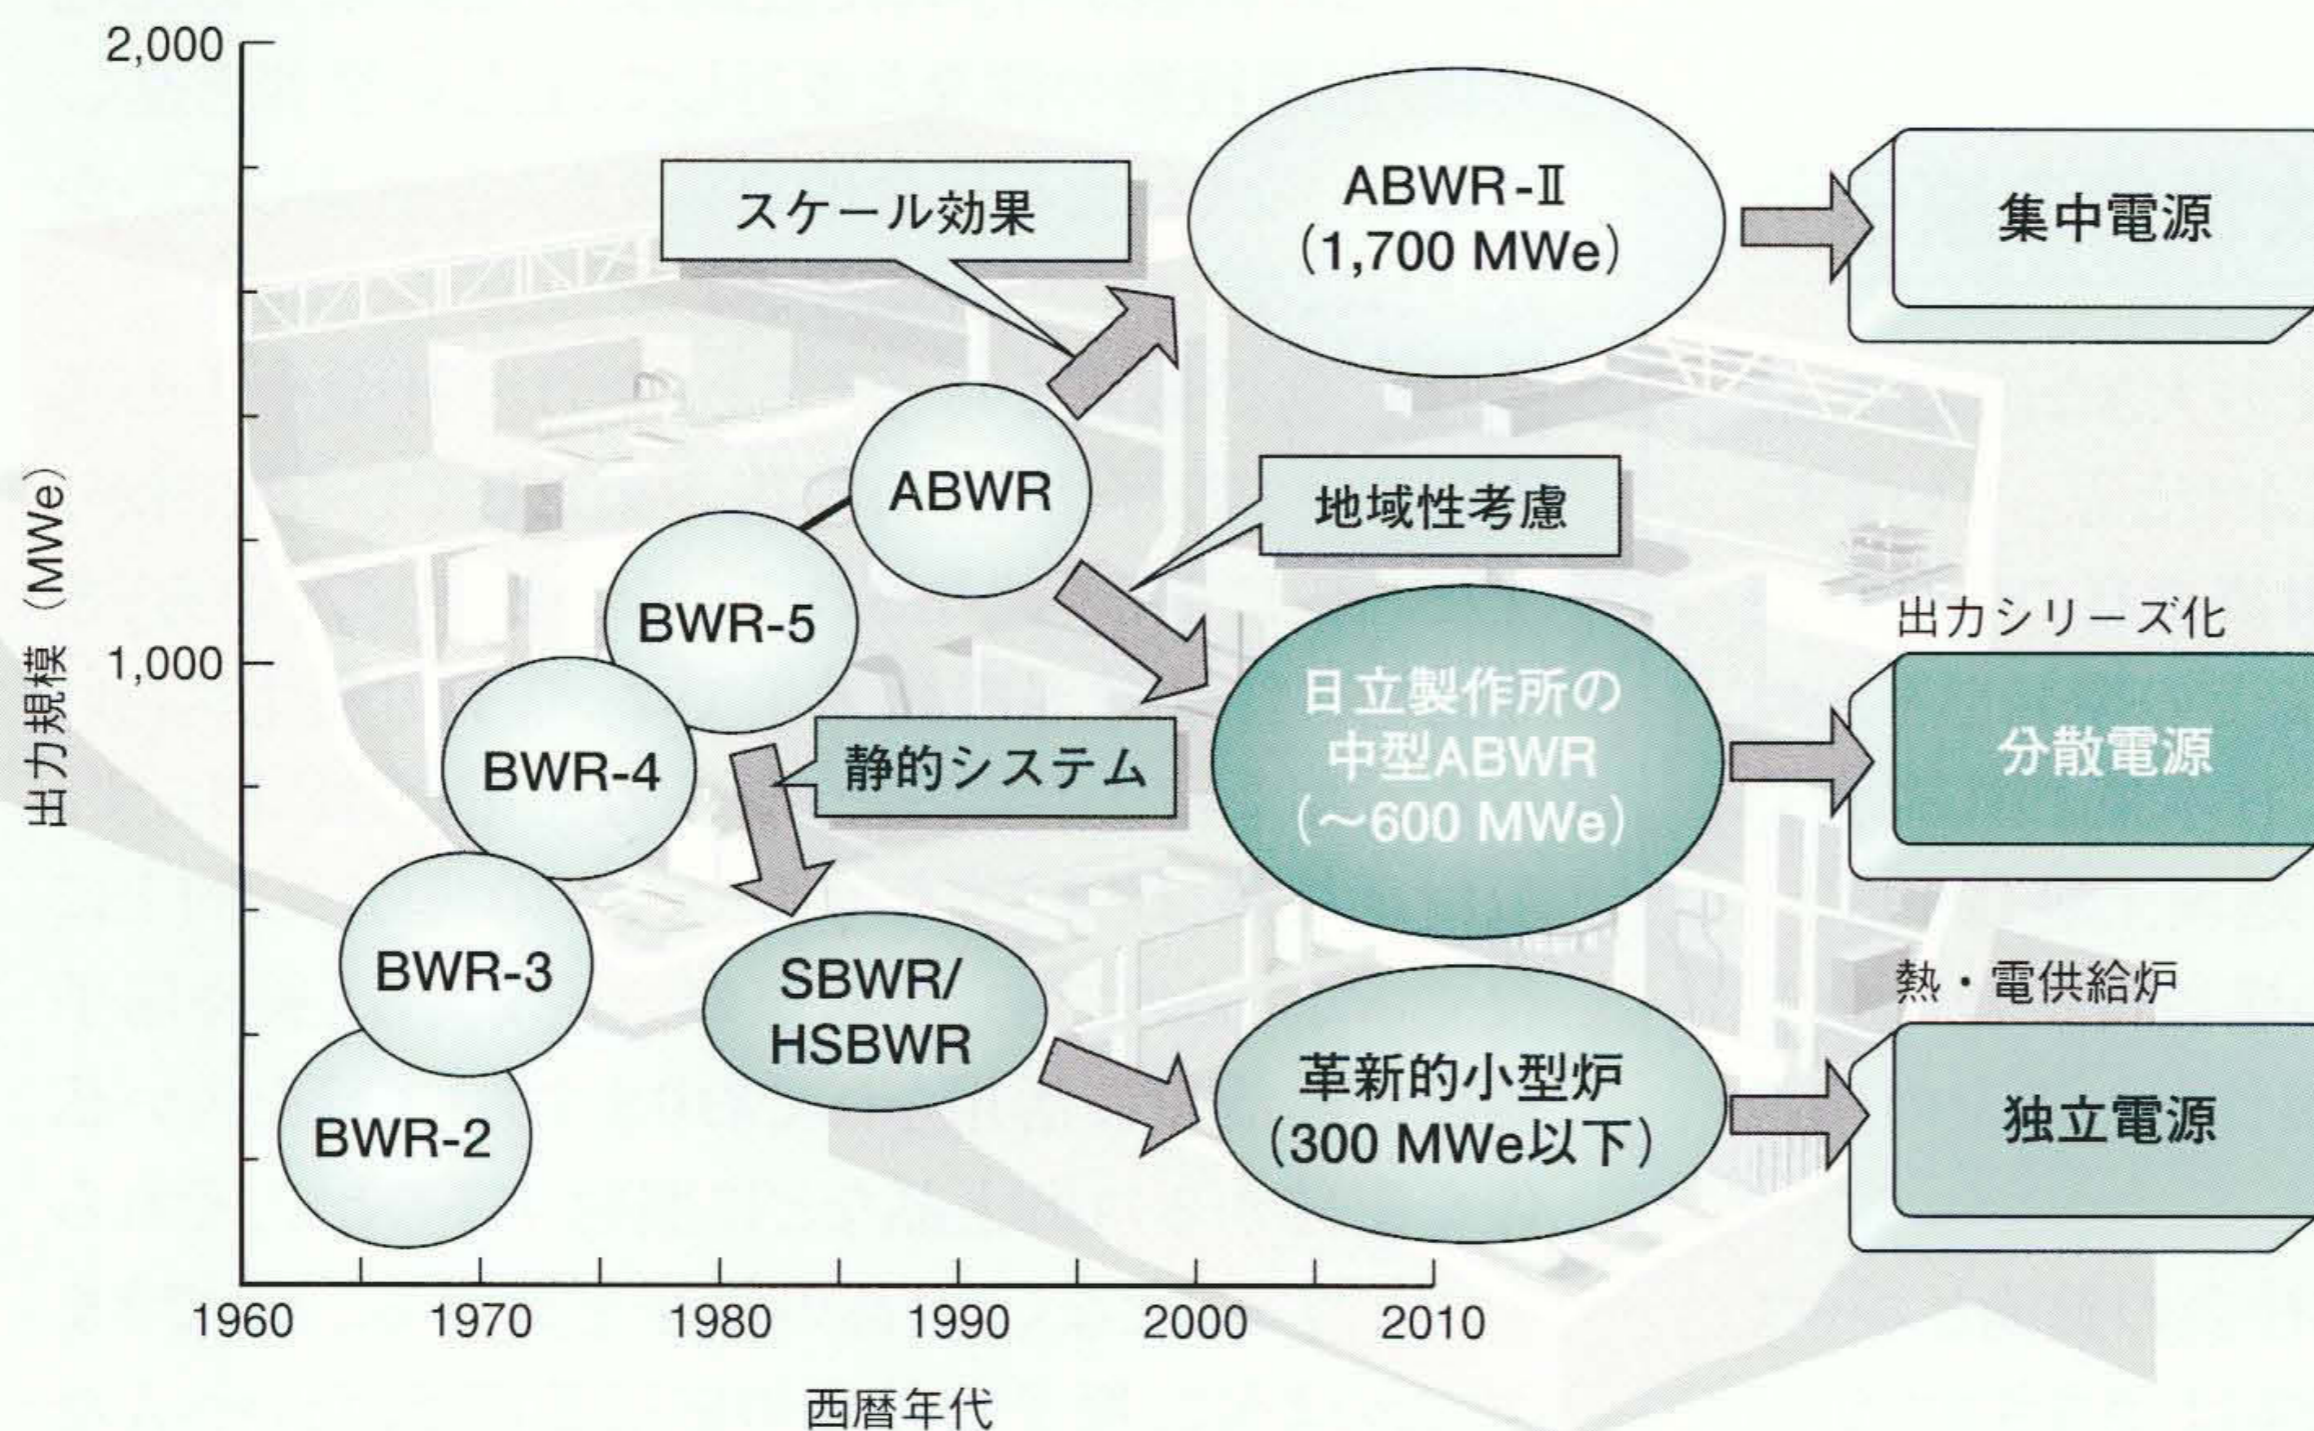 出力規模（MWe）
2,000
1,000
スケール効果
ABWR-Ⅱ
（1,700 MWe）
集中電源
ABWR
地域性考慮
BWR-5
BWR-4
静的システム
日立製作所の
中型ABWR
（～600 MWe）
出力シリーズ化
分散電源
BWR-3
BWR-2
SBWR/
HSBWR
革新的小型炉
（300 MWe以下）
熱・電供給炉
独立電源
1960 1970 1980 1990 2000 2010
西暦年代